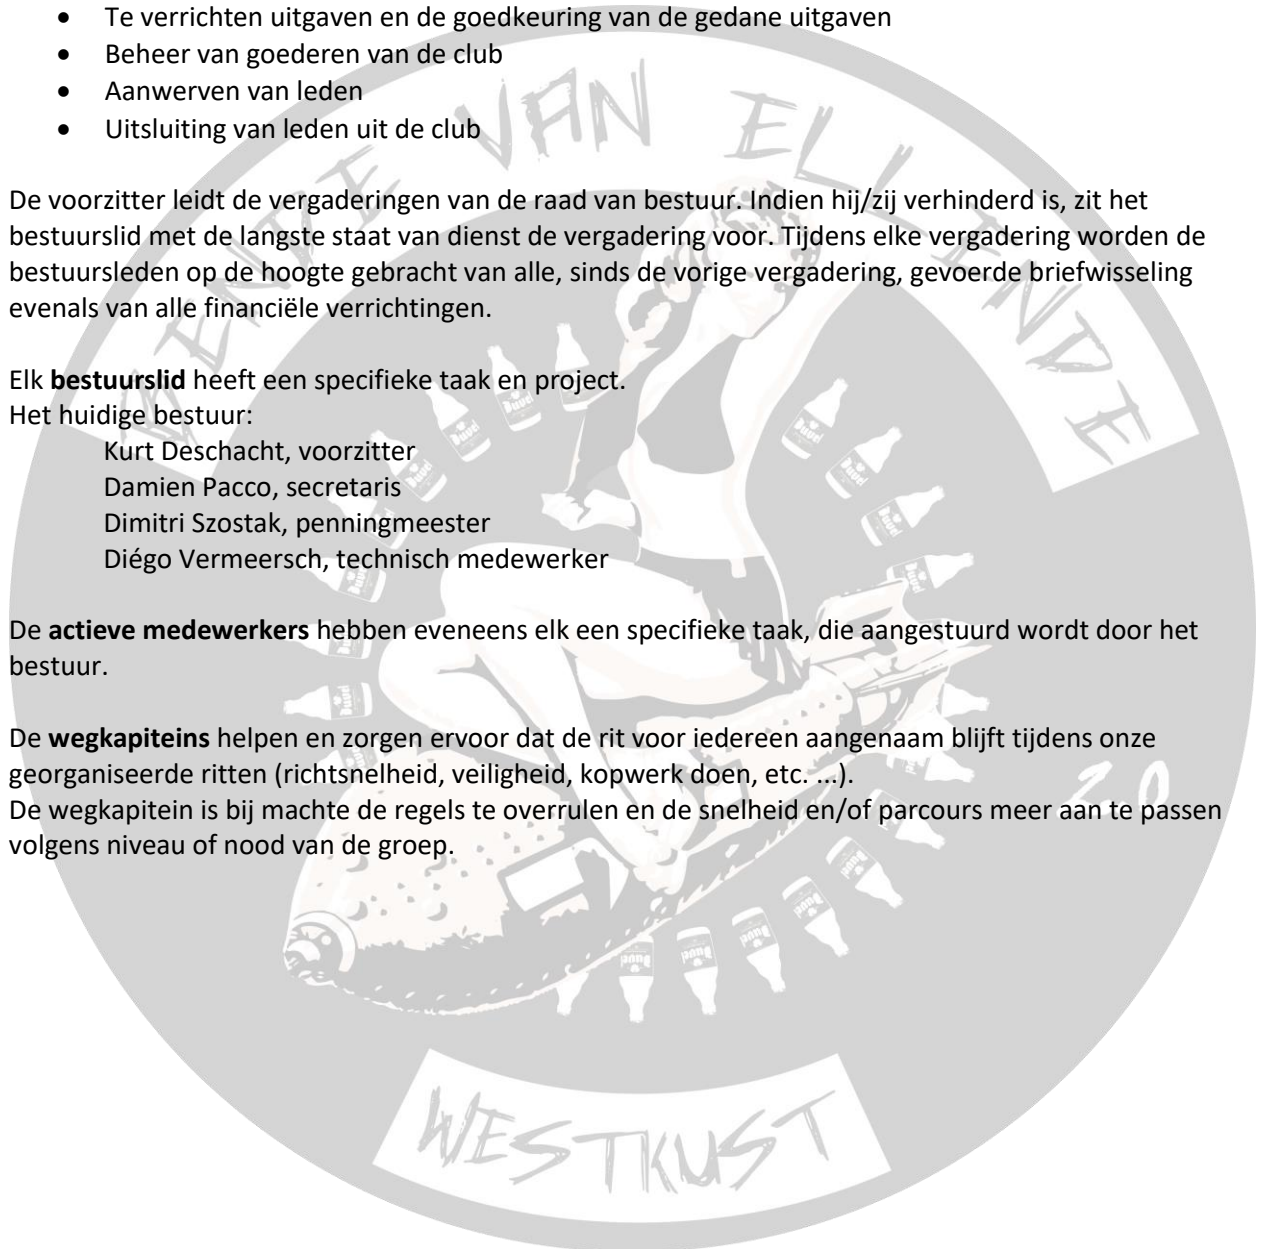 • Te verrichten uitgaven en de goedkeuring van de gedane uitgaven
• Beheer van goederen van de club
• Aanwerven van leden
• Uitsluiting van leden uit de club
De voorzitter leidt de vergaderingen van de raad van bestuur. Indien hij/zij verhinderd is, zit het
bestuurslid met de langste staat van dienst de vergadering voor. Tijdens elke vergadering worden de
bestuursleden op de hoogte gebracht van alle, sinds de vorige vergadering, gevoerde briefwisseling
evenals van alle financiële verrichtingen.
Elk bestuurslid heeft een specifieke taak en project.
Het huidige bestuur:
Kurt Deschacht, voorzitter
Damien Pacco, secretaris
Dimitri Szostak, penningmeester
Diégo Vermeersch, technisch medewerker
De actieve medewerkers hebben eveneens elk een specifieke taak, die aangestuurd wordt door het
bestuur.
De wegkapiteins helpen en zorgen ervoor dat de rit voor iedereen aangenaam blijft tijdens onze
georganiseerde ritten (richtsnelheid, veiligheid, kopwerk doen, etc. ...).
De wegkapitein is bij machte de regels te overrulen en de snelheid en/of parcours meer aan te passen
volgens niveau of nood van de groep.
BENDE VAN ELLENDE
2.0
Duvel
WESTKUST